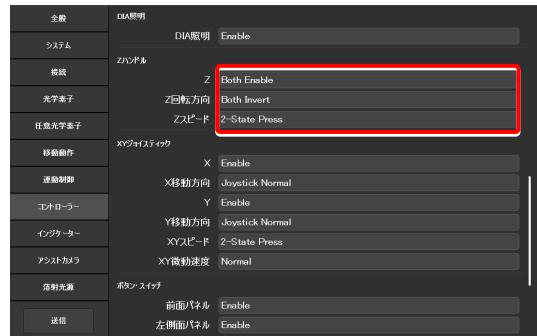 全般
システム
接続
光学素子
任意光学素子
移動動作
連動制御
コントローラー
インジケーター
アシストカメラ
落射光源
送信
DIA照明
DIA照明 Enable
Zハンドル
Z Both Enable
Z回転方向 Both Invert
Zスピード 2-State Press
XYジョイスティック
X Enable
X移動方向 Joystick Normal
Y Enable
Y移動方向 Joystick Normal
XYスピード 2-State Press
XY微動速度 Normal
ボタン・スイッチ
前面パネル Enable
左側面パネル Enable